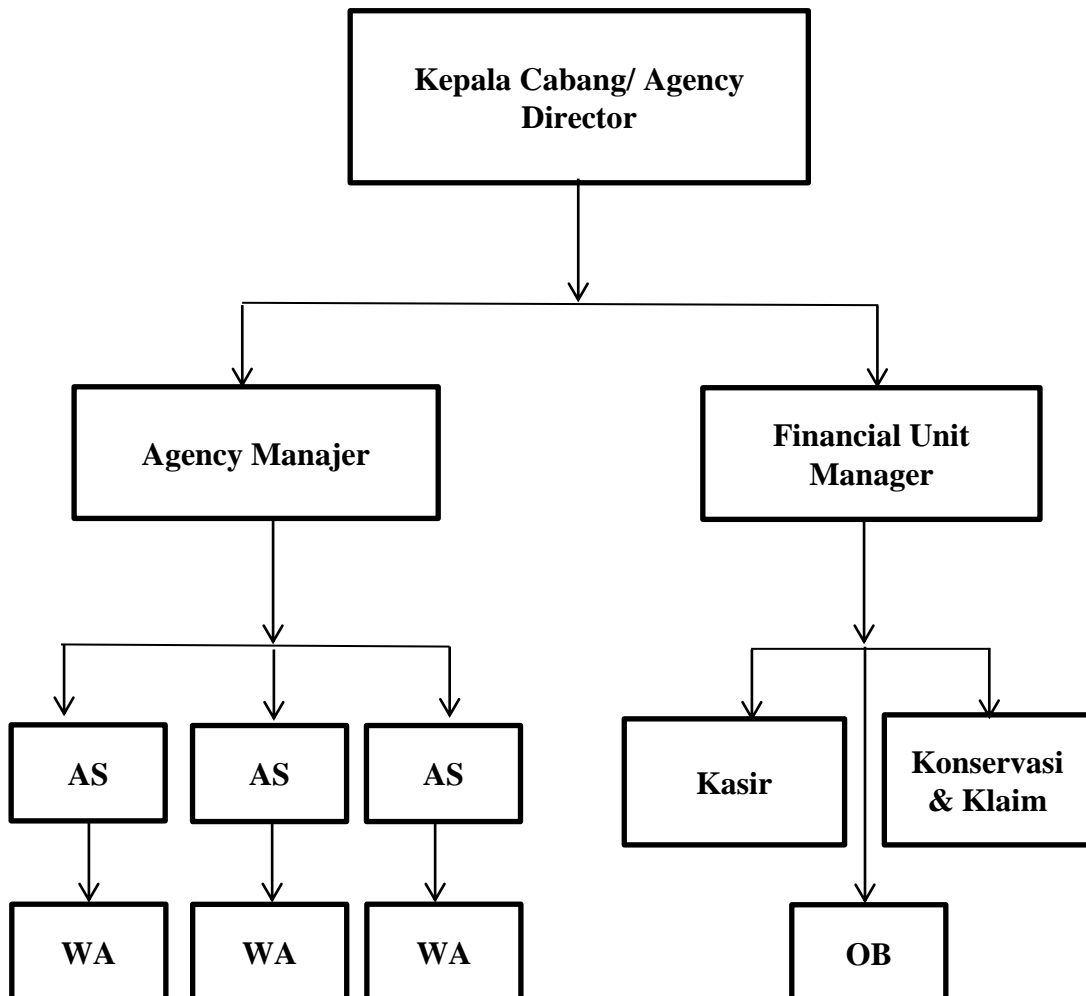 Kepala Cabang/ Agency
Director
Agency Manajer
Financial Unit
Manager
AS
AS
AS
Kasir
Konservasi
& Klaim
WA
WA
WA
OB